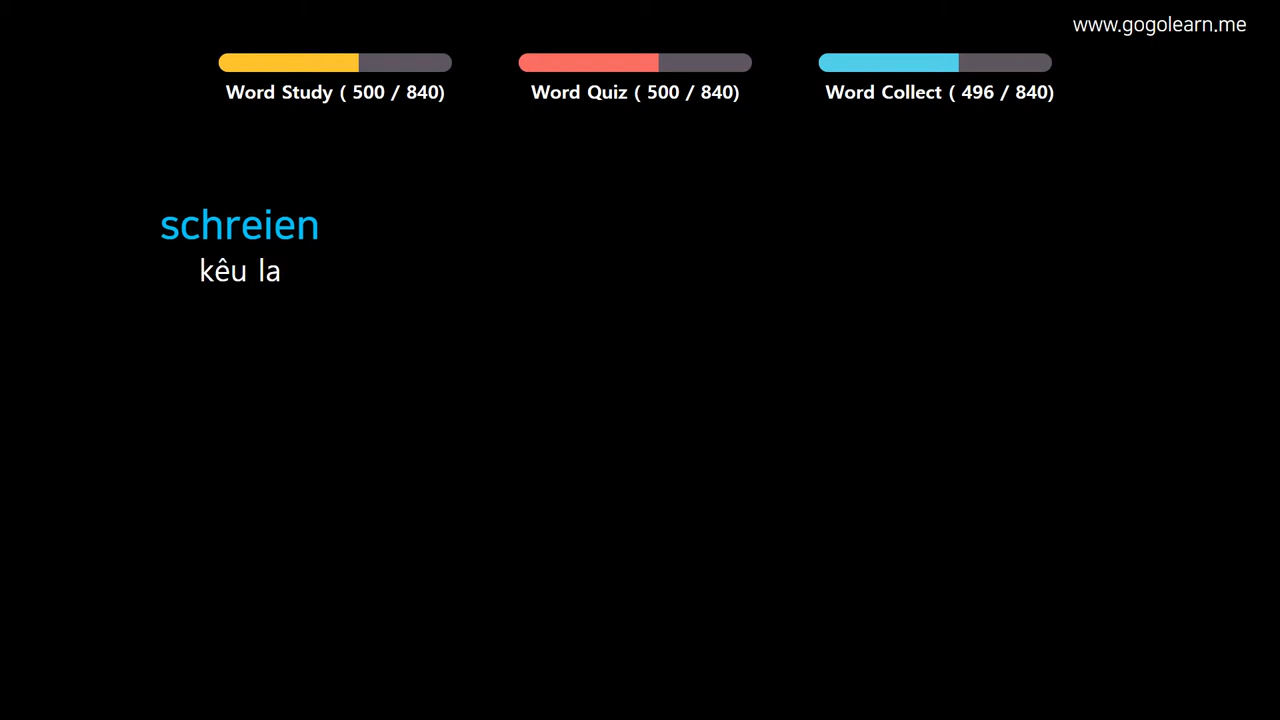 www.gogolearn.me
Word Study ( 500 / 840)
Word Quiz ( 500 / 840)
Word Collect ( 496 / 840)
schreien
kêu la